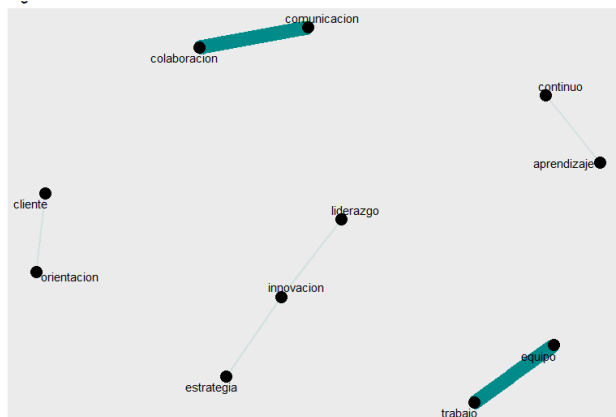 comunicacion
colaboracion
continuo
aprendizaje
cliente
liderazgo
orientacion
innovacion
equipo
estrategia
trabajo